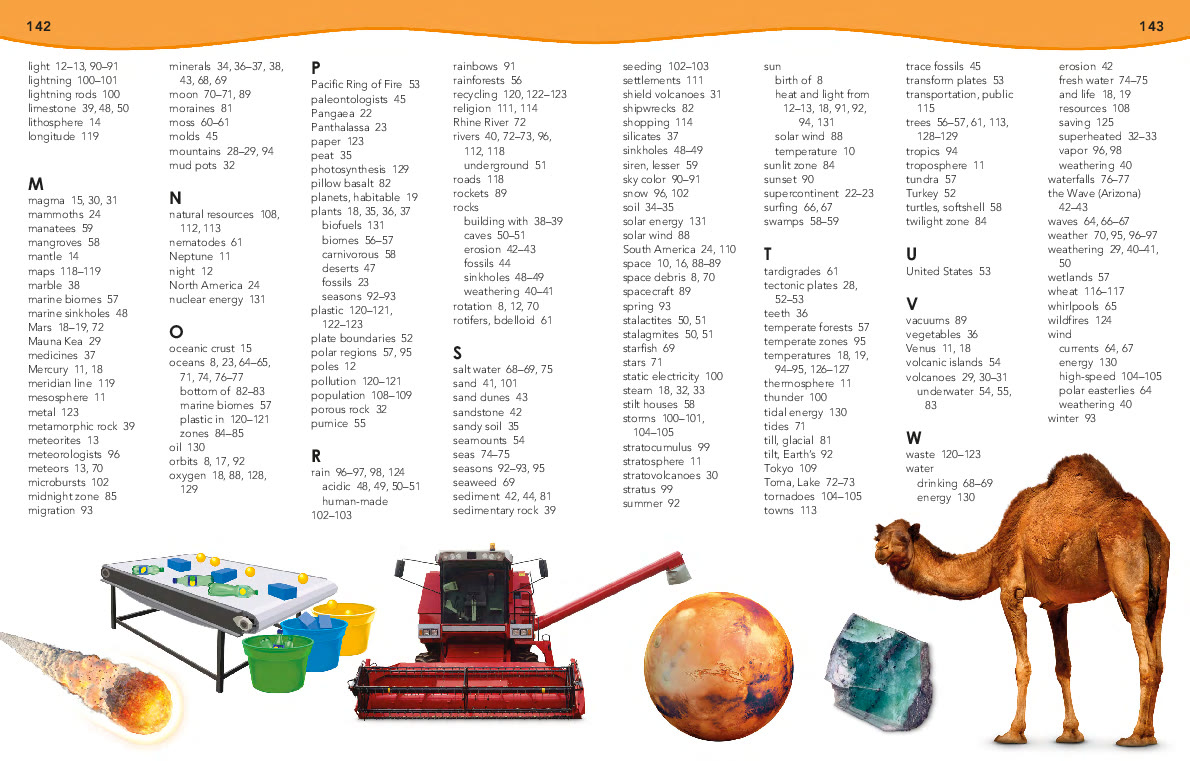 142
143
light 12–13, 90–91
lightning 100–101
lightning rods 100
limestone 39, 48, 50
lithosphere 14
longitude 119
M
magma 15, 30, 31
mammoths 24
manatees 59
mangroves 58
mantle 14
maps 118–119
marble 38
marine biomes 57
marine sinkholes 48
Mars 18–19, 72
Mauna Kea 29
medicines 37
Mercury 11, 18
meridian line 119
mesosphere 11
metal 123
metamorphic rock 39
meteorites 13
meteorologists 96
meteors 13, 70
microbursts 102
midnight zone 85
migration 93
minerals 34, 36–37, 38,
43, 68, 69
moon 70–71, 89
moraines 81
moss 60–61
molds 45
mountains 28–29, 94
mud pots 32
N
natural resources 108,
112, 113
nematodes 61
Neptune 11
night 12
North America 24
nuclear energy 131
O
oceanic crust 15
oceans 8, 23, 64–65,
71, 74, 76–77
bottom of 82–83
marine biomes 57
plastic in 120–121
zones 84–85
oil 130
orbits 8, 17, 92
oxygen 18, 88, 128,
129
P
Pacific Ring of Fire 53
paleontologists 45
Pangaea 22
Panthalassa 23
paper 123
peat 35
photosynthesis 129
pillow basalt 82
planets, habitable 19
plants 18, 35, 36, 37
biofuels 131
biomes 56–57
carnivorous 58
deserts 47
fossils 23
seasons 92–93
plastic 120–121,
122–123
plate boundaries 52
polar regions 57, 95
poles 12
pollution 120–121
population 108–109
porous rock 32
pumice 55
R
rain 96–97, 98, 124
acidic 48, 49, 50–51
human-made
102–103
rainbows 91
rainforests 56
recycling 120, 122–123
religion 111, 114
Rhine River 72
rivers 40, 72–73, 96,
112, 118
underground 51
roads 118
rockets 89
rocks
building with 38–39
caves 50–51
erosion 42–43
fossils 44
sinkholes 48–49
weathering 40–41
rotation 8, 12, 70
rotifers, bdelloid 61
S
salt water 68–69, 75
sand 41, 101
sand dunes 43
sandstone 42
sandy soil 35
seamounts 54
seas 74–75
seasons 92–93, 95
seaweed 69
sediment 42, 44, 81
sedimentary rock 39
seeding 102–103
settlements 111
shield volcanoes 31
shipwrecks 82
shopping 114
silicates 37
sinkholes 48–49
siren, lesser 59
sky color 90–91
snow 96, 102
soil 34–35
solar energy 131
solar wind 88
South America 24, 110
space 10, 16, 88–89
space debris 8, 70
spacecraft 89
spring 93
stalactites 50, 51
stalagmites 50, 51
starfish 69
stars 71
static electricity 100
steam 18, 32, 33
stilt houses 58
storms 100–101,
104–105
stratocumulus 99
stratosphere 11
stratovolcanoes 30
stratus 99
summer 92
sun
birth of 8
heat and light from
12–13, 18, 91, 92,
94, 131
solar wind 88
temperature 10
sunlit zone 84
sunset 90
supercontinent 22–23
surfing 66, 67
swamps 58–59
T
tardigrades 61
tectonic plates 28,
52–53
teeth 36
temperate forests 57
temperate zones 95
temperatures 18, 19,
94–95, 126–127
thermosphere 11
thunder 100
tidal energy 130
tides 71
till, glacial 81
tilt, Earth's 92
Tokyo 109
Toma, Lake 72–73
tornadoes 104–105
towns 113
trace fossils 45
transform plates 53
transportation, public
115
trees 56–57, 61, 113,
128–129
tropics 94
troposphere 11
tundra 57
Turkey 52
turtles, softshell 58
twilight zone 84
U
United States 53
V
vacuums 89
vegetables 36
Venus 11, 18
volcanic islands 54
volcanoes 29, 30–31
underwater 54, 55,
83
W
waste 120–123
water
drinking 68–69
energy 130
erosion 42
fresh water 74–75
and life 18, 19
resources 108
saving 125
superheated 32–33
vapor 96, 98
weathering 40
waterfalls 76–77
the Wave (Arizona)
42–43
waves 64, 66–67
weather 70, 95, 96–97
weathering 29, 40–41,
50
wetlands 57
wheat 116–117
whirlpools 65
wildfires 124
wind
currents 64, 67
energy 130
high-speed 104–105
polar easterlies 64
weathering 40
winter 93